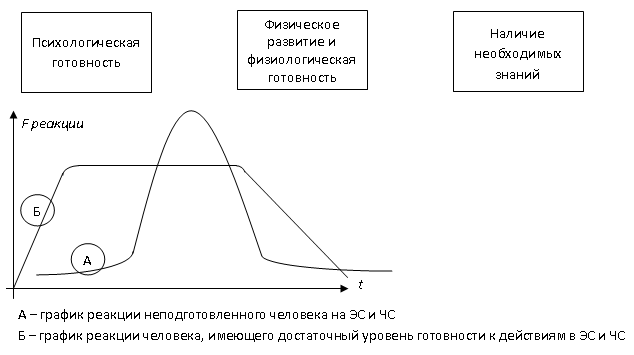 Психологическая
готовность
Физическое
развитие и
физиологическая
готовность
Наличие
необходимых
знаний
F реакции
Б
А
t
А – график реакции неподготовленного человека на ЭС и ЧС
Б – график реакции человека, имеющего достаточный уровень готовности к действиям в ЭС и ЧС